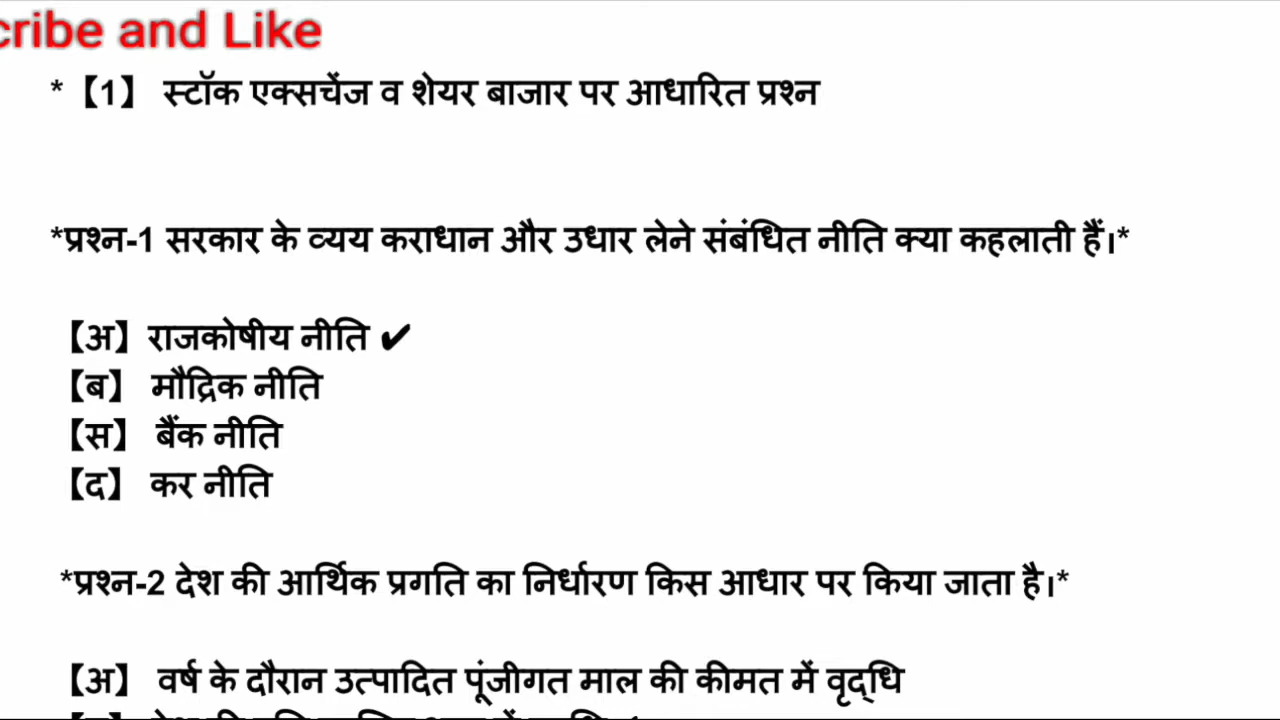 and Like
*【1】 स्टॉक एक्सचेंज व शेयर बाजार पर आधारित प्रश्न
*प्रश्न-1 सरकार के व्यय कराधान और उधार लेने संबंधित नीति क्या कहलाती हैं।*
【अ】 राजकोषीय नीति ✔
【ब】 मौद्रिक नीति
【स】 बैंक नीति
【द】 कर नीति
*प्रश्न-2 देश की आर्थिक प्रगति का निर्धारण किस आधार पर किया जाता है।*
【अ】 वर्ष के दौरान उत्पादित पूंजीगत माल की कीमत में वृद्धि